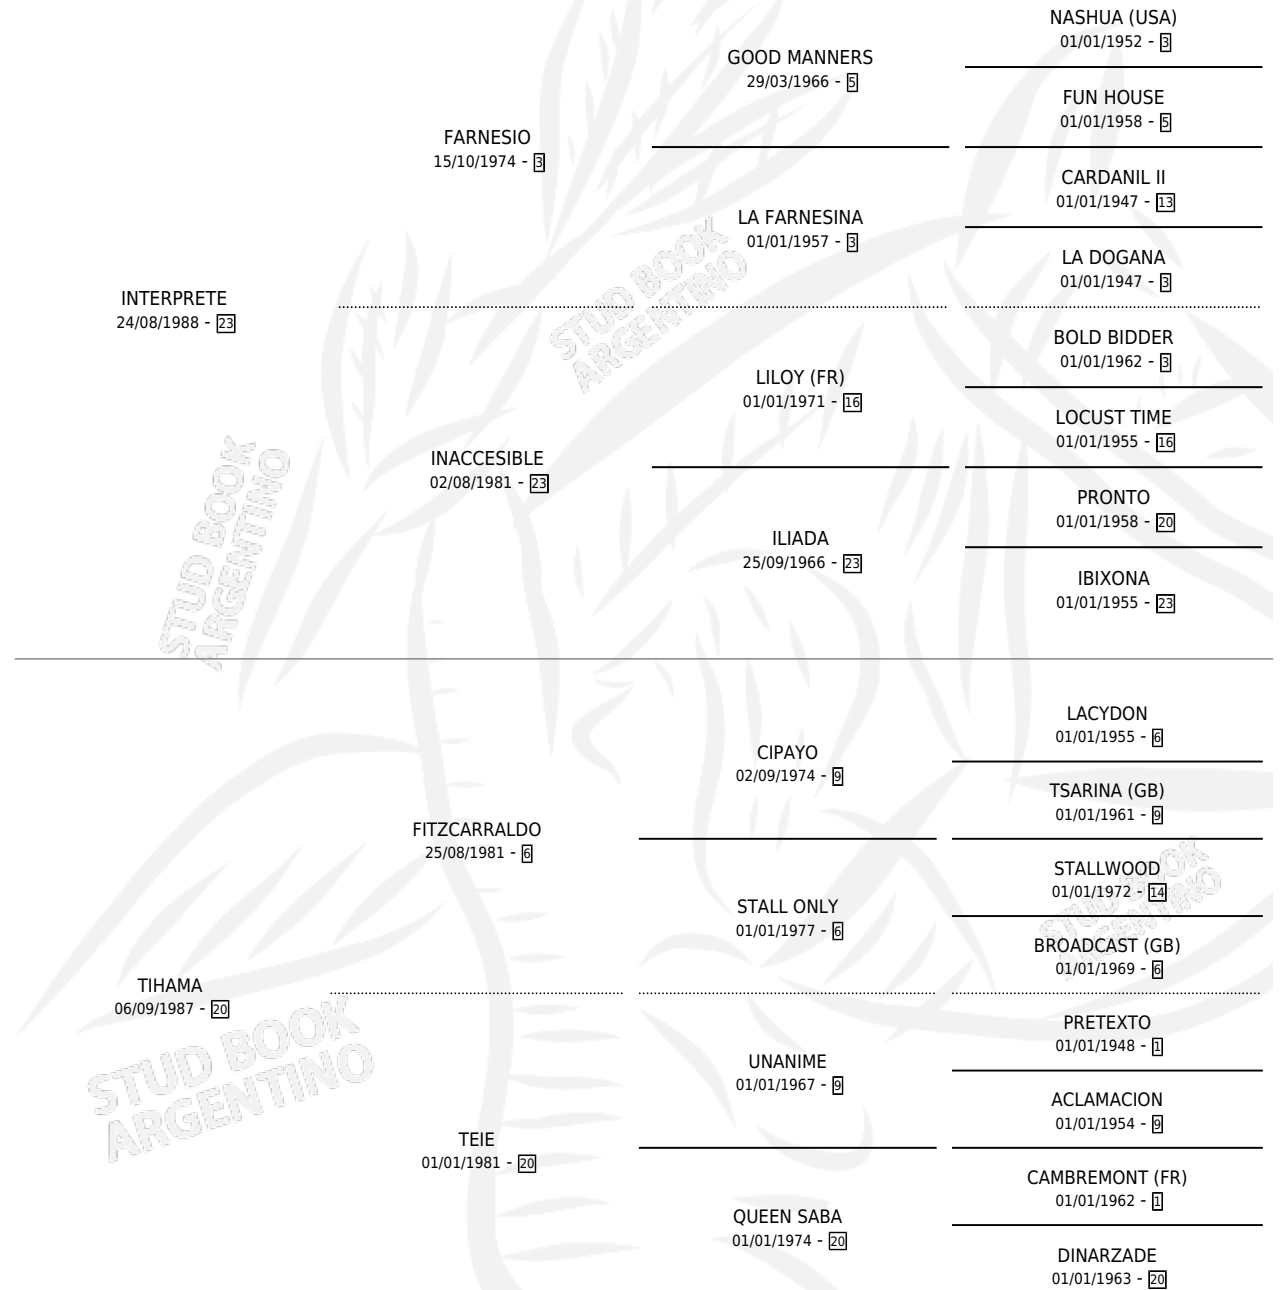 NASHUA (USA)
01/01/1952 - 3
GOOD MANNERS
29/03/1966 - 5
FUN HOUSE
01/01/1958 - 5
FARNESIO
15/10/1974 - 3
CARDANIL II
01/01/1947 - 13
LA FARNESINA
01/01/1957 - 3
LA DOGANA
01/01/1947 - 3
INTERPRETE
24/08/1988 - 23
BOLD BIDDER
01/01/1962 - 3
LILOY (FR)
01/01/1971 - 16
LOCUST TIME
01/01/1955 - 16
INACCESIBLE
02/08/1981 - 23
PRONTO
01/01/1958 - 20
ILIADA
25/09/1966 - 23
IBIXONA
01/01/1955 - 23
LACYDON
01/01/1955 - 6
CIPAYO
02/09/1974 - 9
TSARINA (GB)
01/01/1961 - 9
FITZCARRALDO
25/08/1981 - 6
STALLWOOD
01/01/1972 - 14
STALL ONLY
01/01/1977 - 6
BROADCAST (GB)
01/01/1969 - 6
TIHAMA
06/09/1987 - 20
PRETEXTO
01/01/1948 - 1
UNANIME
01/01/1967 - 9
ACLAMACION
01/01/1954 - 9
TEIE
01/01/1981 - 20
CAMBREMONT (FR)
01/01/1962 - 1
QUEEN SABA
01/01/1974 - 20
DINARZADE
01/01/1963 - 20
STUD BOOK
ARGENTINO
STUD BOOK
ARGENTINO
STUD BOOK
ARGENTINO
STUD BOOK
ARGENTINO